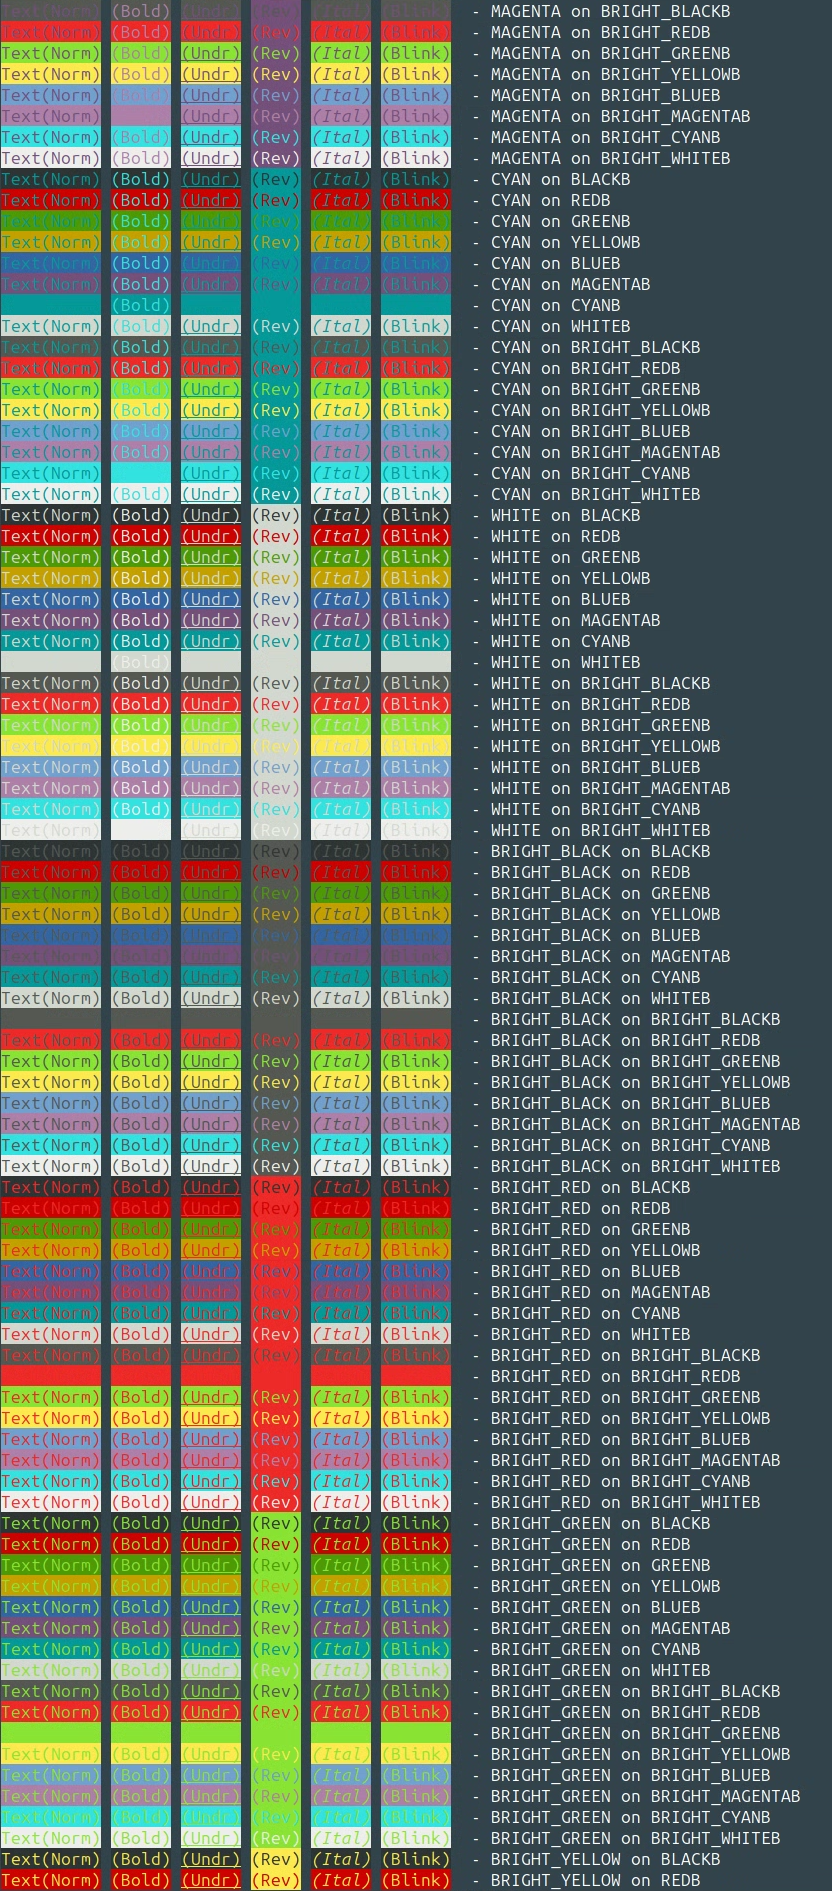 Text(Norm) (Bold) (Undr) (Rev) (Ital) (Blink) - MAGENTA on BRIGHT_BLACKB
Text(Norm) (Bold) (Undr) (Rev) (Ital) (Blink) - MAGENTA on BRIGHT_REDB
Text(Norm) (Bold) (Undr) (Rev) (Ital) (Blink) - MAGENTA on BRIGHT_GREENB
Text(Norm) (Bold) (Undr) (Rev) (Ital) (Blink) - MAGENTA on BRIGHT_YELLOWB
Text(Norm) (Bold) (Undr) (Rev) (Ital) (Blink) - MAGENTA on BRIGHT_BLUEB
Text(Norm) (Undr) (Rev) (Ital) (Blink) - MAGENTA on BRIGHT_MAGENTAB
Text(Norm) (Bold) (Undr) (Rev) (Ital) (Blink) - MAGENTA on BRIGHT_CYANB
Text(Norm) (Bold) (Undr) (Rev) (Ital) (Blink) - MAGENTA on BRIGHT_WHITEB
Text(Norm) (Bold) (Undr) (Rev) (Ital) (Blink) - CYAN on BLACKB
Text(Norm) (Bold) (Undr) (Rev) (Ital) (Blink) - CYAN on REDB
Text(Norm) (Bold) (Undr) (Rev) (Ital) (Blink) - CYAN on GREENB
Text(Norm) (Bold) (Undr) (Rev) (Ital) (Blink) - CYAN on YELLOWB
Text(Norm) (Bold) (Undr) (Rev) (Ital) (Blink) - CYAN on BLUEB
Text(Norm) (Bold) (Undr) (Rev) (Ital) (Blink) - CYAN on MAGENTAB
(Bold) - CYAN on CYANB
Text(Norm) (Bold) (Undr) (Rev) (Ital) (Blink) - CYAN on WHITEB
Text(Norm) (Bold) (Undr) (Rev) (Ital) (Blink) - CYAN on BRIGHT_BLACKB
Text(Norm) (Bold) (Undr) (Rev) (Ital) (Blink) - CYAN on BRIGHT_REDB
Text(Norm) (Bold) (Undr) (Rev) (Ital) (Blink) - CYAN on BRIGHT_GREENB
Text(Norm) (Bold) (Undr) (Rev) (Ital) (Blink) - CYAN on BRIGHT_YELLOWB
Text(Norm) (Bold) (Undr) (Rev) (Ital) (Blink) - CYAN on BRIGHT_BLUEB
Text(Norm) (Bold) (Undr) (Rev) (Ital) (Blink) - CYAN on BRIGHT_MAGENTAB
Text(Norm) (Undr) (Rev) (Ital) (Blink) - CYAN on BRIGHT_CYANB
Text(Norm) (Bold) (Undr) (Rev) (Ital) (Blink) - CYAN on BRIGHT_WHITEB
Text(Norm) (Bold) (Undr) (Rev) (Ital) (Blink) - WHITE on BLACKB
Text(Norm) (Bold) (Undr) (Rev) (Ital) (Blink) - WHITE on REDB
Text(Norm) (Bold) (Undr) (Rev) (Ital) (Blink) - WHITE on GREENB
Text(Norm) (Bold) (Undr) (Rev) (Ital) (Blink) - WHITE on YELLOWB
Text(Norm) (Bold) (Undr) (Rev) (Ital) (Blink) - WHITE on BLUEB
Text(Norm) (Bold) (Undr) (Rev) (Ital) (Blink) - WHITE on MAGENTAB
Text(Norm) (Bold) (Undr) (Rev) (Ital) (Blink) - WHITE on CYANB
(Bold) - WHITE on WHITEB
Text(Norm) (Bold) (Undr) (Rev) (Ital) (Blink) - WHITE on BRIGHT_BLACKB
Text(Norm) (Bold) (Undr) (Rev) (Ital) (Blink) - WHITE on BRIGHT_REDB
Text(Norm) (Bold) (Undr) (Rev) (Ital) (Blink) - WHITE on BRIGHT_GREENB
Text(Norm) (Bold) (Undr) (Rev) (Ital) (Blink) - WHITE on BRIGHT_YELLOWB
Text(Norm) (Bold) (Undr) (Rev) (Ital) (Blink) - WHITE on BRIGHT_BLUEB
Text(Norm) (Bold) (Undr) (Rev) (Ital) (Blink) - WHITE on BRIGHT_MAGENTAB
Text(Norm) (Bold) (Undr) (Rev) (Ital) (Blink) - WHITE on BRIGHT_CYANB
Text(Norm) (Undr) (Rev) (Ital) (Blink) - WHITE on BRIGHT_WHITEB
Text(Norm) (Bold) (Undr) (Rev) (Ital) (Blink) - BRIGHT_BLACK on BLACKB
Text(Norm) (Bold) (Undr) (Rev) (Ital) (Blink) - BRIGHT_BLACK on REDB
Text(Norm) (Bold) (Undr) (Rev) (Ital) (Blink) - BRIGHT_BLACK on GREENB
Text(Norm) (Bold) (Undr) (Rev) (Ital) (Blink) - BRIGHT_BLACK on YELLOWB
Text(Norm) (Bold) (Undr) (Rev) (Ital) (Blink) - BRIGHT_BLACK on BLUEB
Text(Norm) (Bold) (Undr) (Rev) (Ital) (Blink) - BRIGHT_BLACK on MAGENTAB
Text(Norm) (Bold) (Undr) (Rev) (Ital) (Blink) - BRIGHT_BLACK on CYANB
Text(Norm) (Bold) (Undr) (Rev) (Ital) (Blink) - BRIGHT_BLACK on WHITEB
- BRIGHT_BLACK on BRIGHT_BLACKB
Text(Norm) (Bold) (Undr) (Rev) (Ital) (Blink) - BRIGHT_BLACK on BRIGHT_REDB
Text(Norm) (Bold) (Undr) (Rev) (Ital) (Blink) - BRIGHT_BLACK on BRIGHT_GREENB
Text(Norm) (Bold) (Undr) (Rev) (Ital) (Blink) - BRIGHT_BLACK on BRIGHT_YELLOWB
Text(Norm) (Bold) (Undr) (Rev) (Ital) (Blink) - BRIGHT_BLACK on BRIGHT_BLUEB
Text(Norm) (Bold) (Undr) (Rev) (Ital) (Blink) - BRIGHT_BLACK on BRIGHT_MAGENTAB
Text(Norm) (Bold) (Undr) (Rev) (Ital) (Blink) - BRIGHT_BLACK on BRIGHT_CYANB
Text(Norm) (Bold) (Undr) (Rev) (Ital) (Blink) - BRIGHT_BLACK on BRIGHT_WHITEB
Text(Norm) (Bold) (Undr) (Rev) (Ital) (Blink) - BRIGHT_RED on BLACKB
Text(Norm) (Bold) (Undr) (Rev) (Ital) (Blink) - BRIGHT_RED on REDB
Text(Norm) (Bold) (Undr) (Rev) (Ital) (Blink) - BRIGHT_RED on GREENB
Text(Norm) (Bold) (Undr) (Rev) (Ital) (Blink) - BRIGHT_RED on YELLOWB
Text(Norm) (Bold) (Undr) (Rev) (Ital) (Blink) - BRIGHT_RED on BLUEB
Text(Norm) (Bold) (Undr) (Rev) (Ital) (Blink) - BRIGHT_RED on MAGENTAB
Text(Norm) (Bold) (Undr) (Rev) (Ital) (Blink) - BRIGHT_RED on CYANB
Text(Norm) (Bold) (Undr) (Rev) (Ital) (Blink) - BRIGHT_RED on WHITEB
Text(Norm) (Bold) (Undr) (Rev) (Ital) (Blink) - BRIGHT_RED on BRIGHT_BLACKB
- BRIGHT_RED on BRIGHT_REDB
Text(Norm) (Bold) (Undr) (Rev) (Ital) (Blink) - BRIGHT_RED on BRIGHT_GREENB
Text(Norm) (Bold) (Undr) (Rev) (Ital) (Blink) - BRIGHT_RED on BRIGHT_YELLOWB
Text(Norm) (Bold) (Undr) (Rev) (Ital) (Blink) - BRIGHT_RED on BRIGHT_BLUEB
Text(Norm) (Bold) (Undr) (Rev) (Ital) (Blink) - BRIGHT_RED on BRIGHT_MAGENTAB
Text(Norm) (Bold) (Undr) (Rev) (Ital) (Blink) - BRIGHT_RED on BRIGHT_CYANB
Text(Norm) (Bold) (Undr) (Rev) (Ital) (Blink) - BRIGHT_RED on BRIGHT_WHITEB
Text(Norm) (Bold) (Undr) (Rev) (Ital) (Blink) - BRIGHT_GREEN on BLACKB
Text(Norm) (Bold) (Undr) (Rev) (Ital) (Blink) - BRIGHT_GREEN on REDB
Text(Norm) (Bold) (Undr) (Rev) (Ital) (Blink) - BRIGHT_GREEN on GREENB
Text(Norm) (Bold) (Undr) (Rev) (Ital) (Blink) - BRIGHT_GREEN on YELLOWB
Text(Norm) (Bold) (Undr) (Rev) (Ital) (Blink) - BRIGHT_GREEN on BLUEB
Text(Norm) (Bold) (Undr) (Rev) (Ital) (Blink) - BRIGHT_GREEN on MAGENTAB
Text(Norm) (Bold) (Undr) (Rev) (Ital) (Blink) - BRIGHT_GREEN on CYANB
Text(Norm) (Bold) (Undr) (Rev) (Ital) (Blink) - BRIGHT_GREEN on WHITEB
Text(Norm) (Bold) (Undr) (Rev) (Ital) (Blink) - BRIGHT_GREEN on BRIGHT_BLACKB
Text(Norm) (Bold) (Undr) (Rev) (Ital) (Blink) - BRIGHT_GREEN on BRIGHT_REDB
- BRIGHT_GREEN on BRIGHT_GREENB
Text(Norm) (Bold) (Undr) (Rev) (Ital) (Blink) - BRIGHT_GREEN on BRIGHT_YELLOWB
Text(Norm) (Bold) (Undr) (Rev) (Ital) (Blink) - BRIGHT_GREEN on BRIGHT_BLUEB
Text(Norm) (Bold) (Undr) (Rev) (Ital) (Blink) - BRIGHT_GREEN on BRIGHT_MAGENTAB
Text(Norm) (Bold) (Undr) (Rev) (Ital) (Blink) - BRIGHT_GREEN on BRIGHT_CYANB
Text(Norm) (Bold) (Undr) (Rev) (Ital) (Blink) - BRIGHT_GREEN on BRIGHT_WHITEB
Text(Norm) (Bold) (Undr) (Rev) (Ital) (Blink) - BRIGHT_YELLOW on BLACKB
Text(Norm) (Bold) (Undr) (Rev) (Ital) (Blink) - BRIGHT_YELLOW on REDB